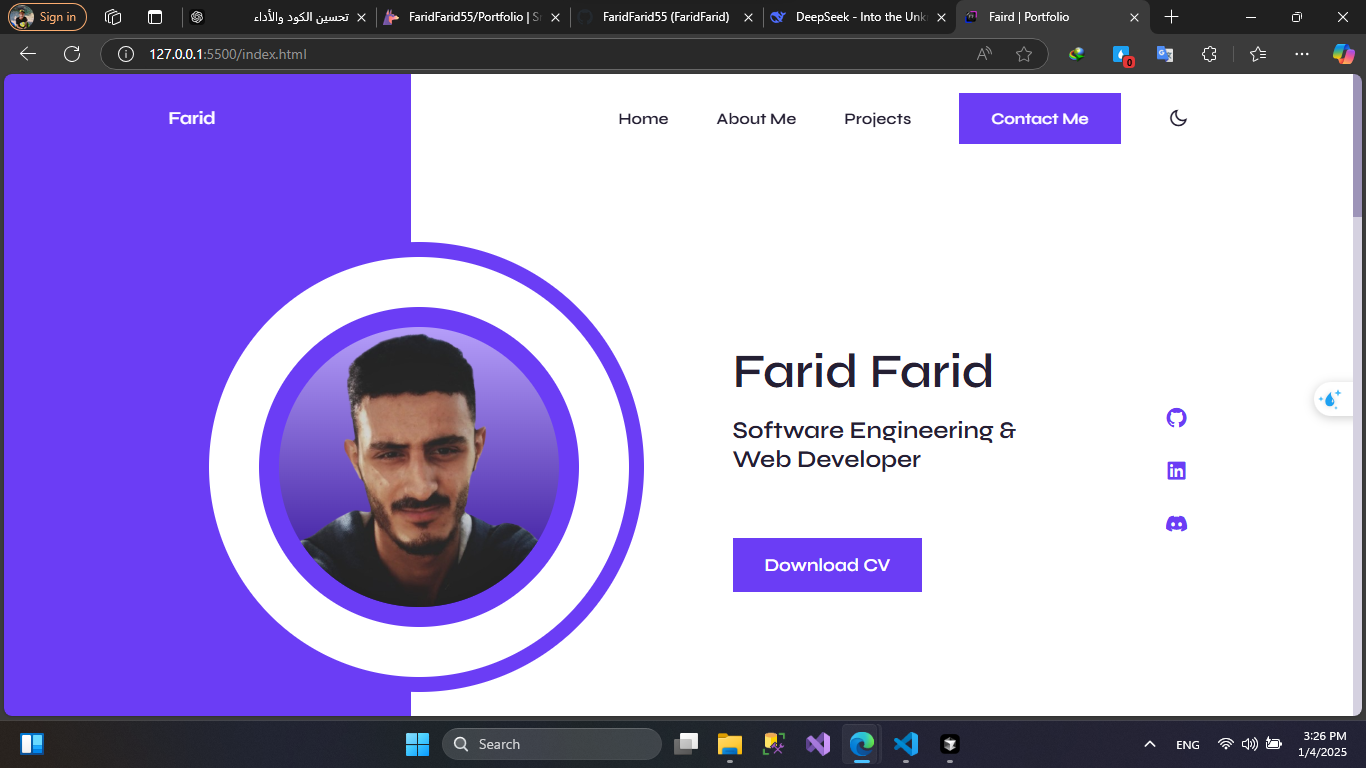 Sign in
تحسين الكود والأداء
FaridFarid55/Portfolio | Sr
FaridFarid55 (FaridFarid)
DeepSeek - Into the Unkn
Faird | Portfolio
127.0.0.1:5500/index.html
0
Farid
Home
About Me
Projects
Contact Me
Farid Farid
Software Engineering &
Web Developer
Download CV
Search
ENG
3:26 PM
1/4/2025